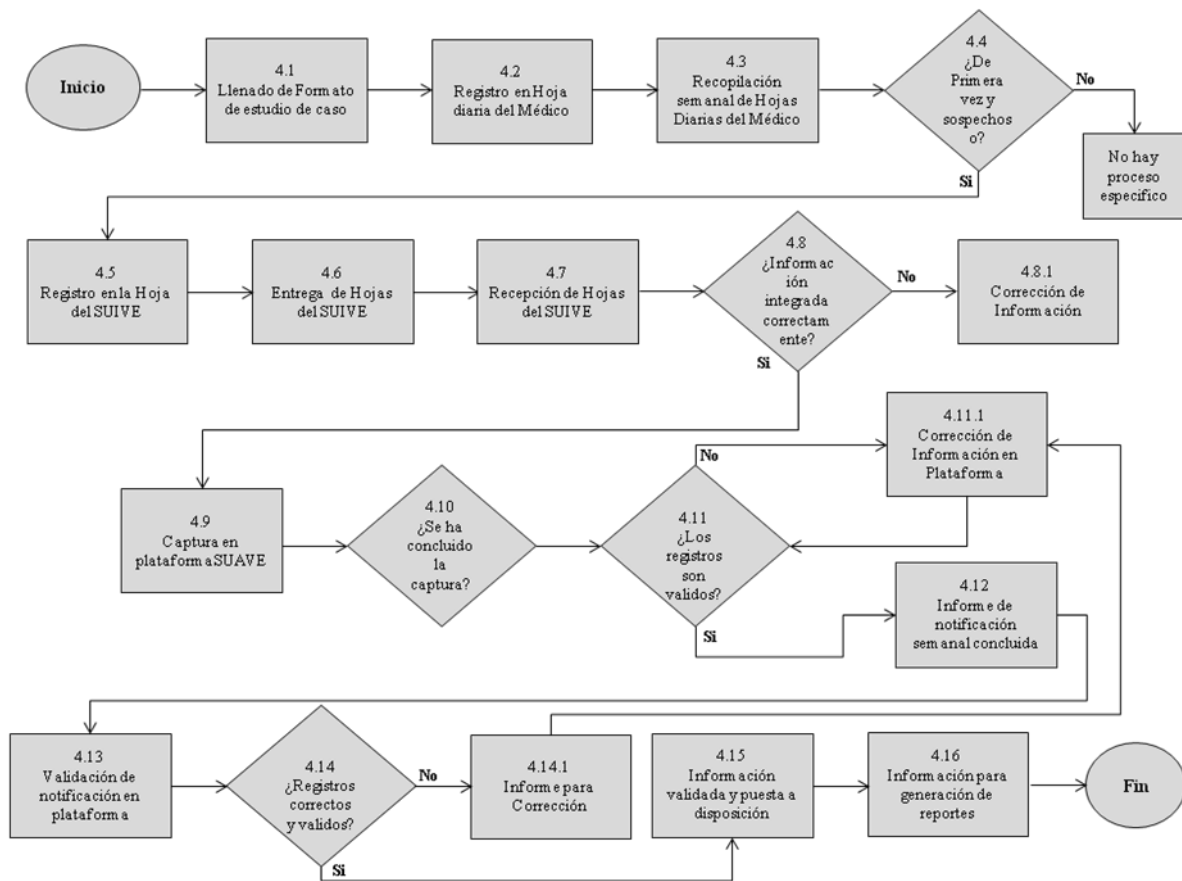 Inicio
4.1
Llenado de Formato
de estudio de caso
4.2
Registro en Hoja
diaria del Médico
4.3
Recopilación
semanal de Hojas
Diarias del Médico
4.4
¿De
Primera
vez y
sospechos
o?
No
No hay
proceso
especifico
Si
4.5
Registro en la Hoja
del SUIVE
4.6
Entrega de Hojas
del SUIVE
4.7
Recepción de Hojas
del SUIVE
4.8
¿Informac
ión
integrada
correctam
ente?
No
4.8.1
Corrección de
Información
Si
4.9
Captura en
plataforma SUAVE
4.10
¿Se ha
concluido
la
captura?
4.11
¿Los
registros
son
validos?
No
4.11.1
Corrección de
Información en
Plataforma
Si
4.12
Informe de
notificación
semanal concluida
4.13
Validación de
notificación en
plataforma
4.14
¿Registros
correctos
y validos?
No
4.14.1
Informe para
Corrección
Si
4.15
Información
validada y puesta a
disposición
4.16
Información para
generación de
reportes
Fin